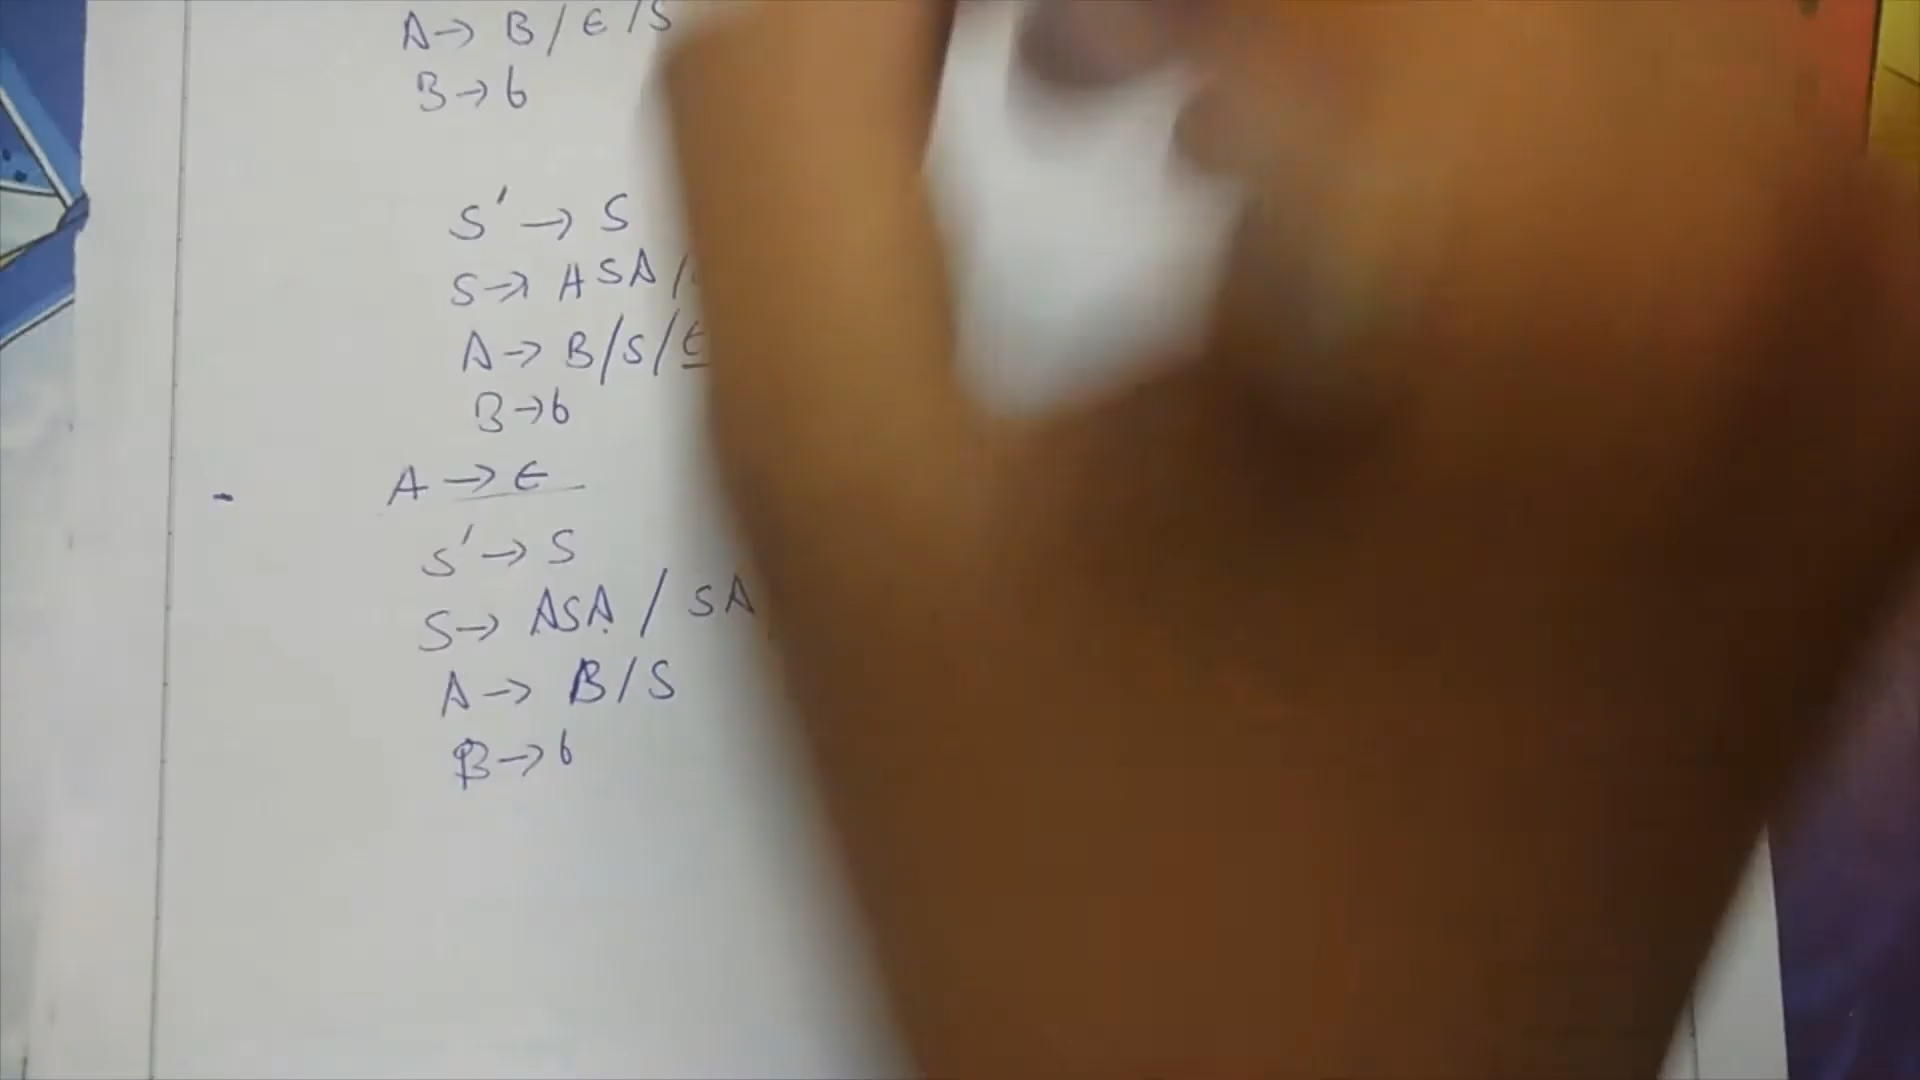 A → B / ϵ / S
B → b
S' → S
S → ASA /
A → B / S / ϵ
B → b
A → ϵ
S' → S
S → ASA / SA
A → B / S
B → b